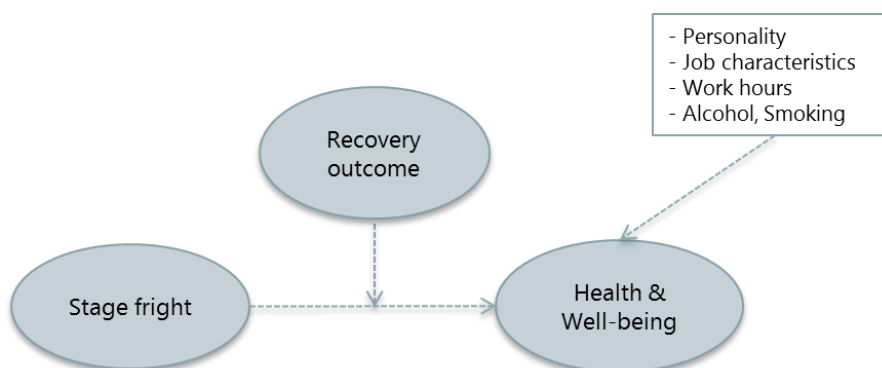 - Personality
- Job characteristics
- Work hours
- Alcohol, Smoking
Recovery
outcome
Stage fright
Health &
Well-being